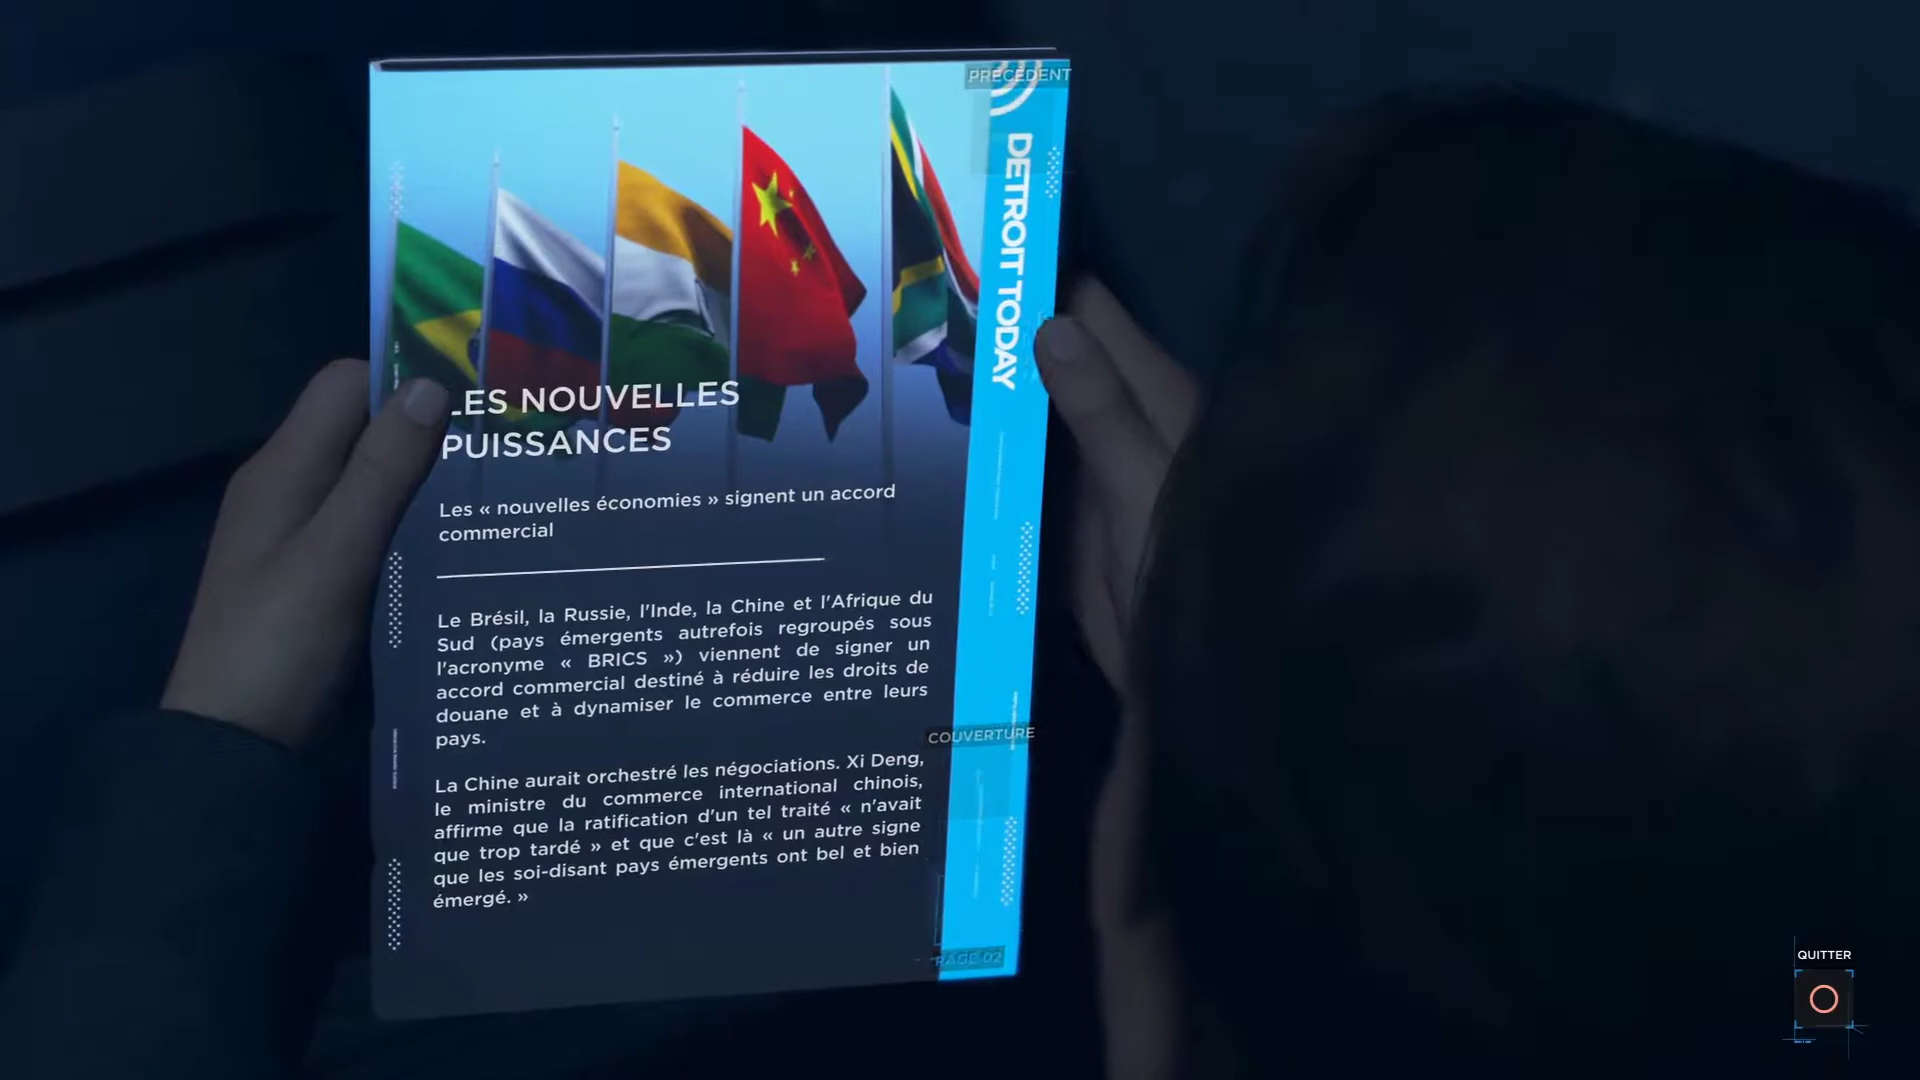 PRECEDENT
DETROIT TODAY
LES NOUVELLES
PUISSANCES
Les « nouvelles économies » signent un accord
commercial
Le Brésil, la Russie, l'Inde, la Chine et l'Afrique du
Sud (pays émergents autrefois regroupés sous
l'acronyme « BRICS ») viennent de signer un
accord commercial destiné à réduire les droits de
douane et à dynamiser le commerce entre leurs
pays.
COUVERTURE
La Chine aurait orchestré les négociations. Xi Deng,
le ministre du commerce international chinois,
affirme que la ratification d'un tel traité « n'avait
que trop tardé » et que c'est là « un autre signe
que les soi-disant pays émergents ont bel et bien
émergé. »
PAGE 02
QUITTER